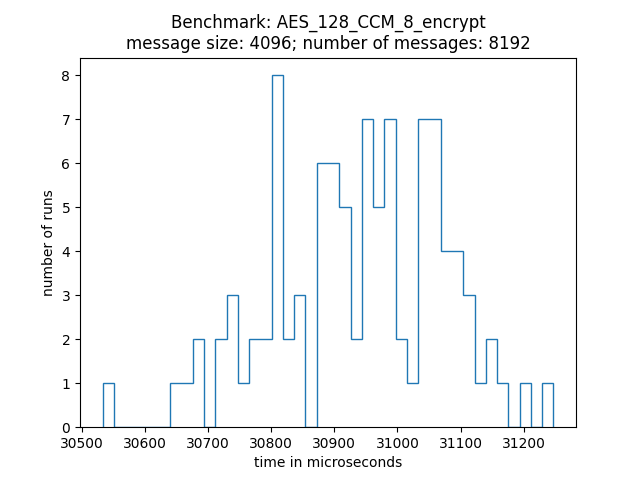 Benchmark: AES_128_CCM_8_encrypt
message size: 4096; number of messages: 8192
8
7
6
5
4
3
2
1
0
number of runs
30500 30600 30700 30800 30900 31000 31100 31200
time in microseconds